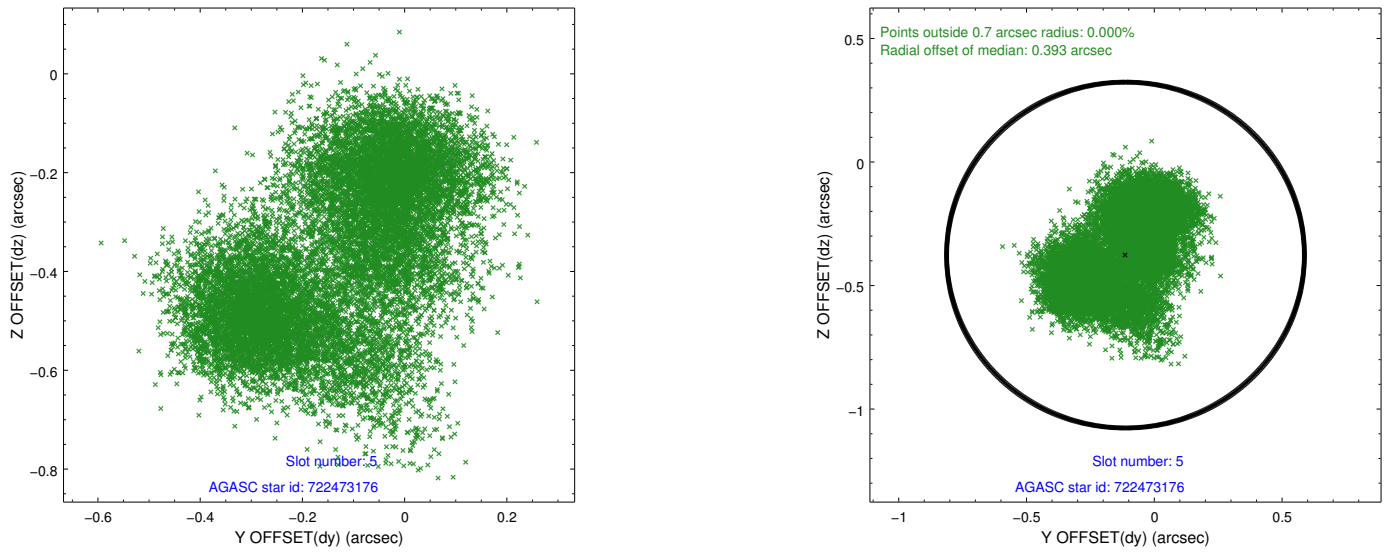 0
−0.2
−0.4
−0.6
−0.8
Z OFFSET(dz) (arcsec)
Slot number: 5
AGASC star id: 722473176
−0.6 −0.4 −0.2 0 0.2
Y OFFSET(dy) (arcsec)
Points outside 0.7 arcsec radius: 0.000%
Radial offset of median: 0.393 arcsec
0.5
0
−0.5
−1
Z OFFSET(dz) (arcsec)
Slot number: 5
AGASC star id: 722473176
−1 −0.5 0 0.5
Y OFFSET(dy) (arcsec)